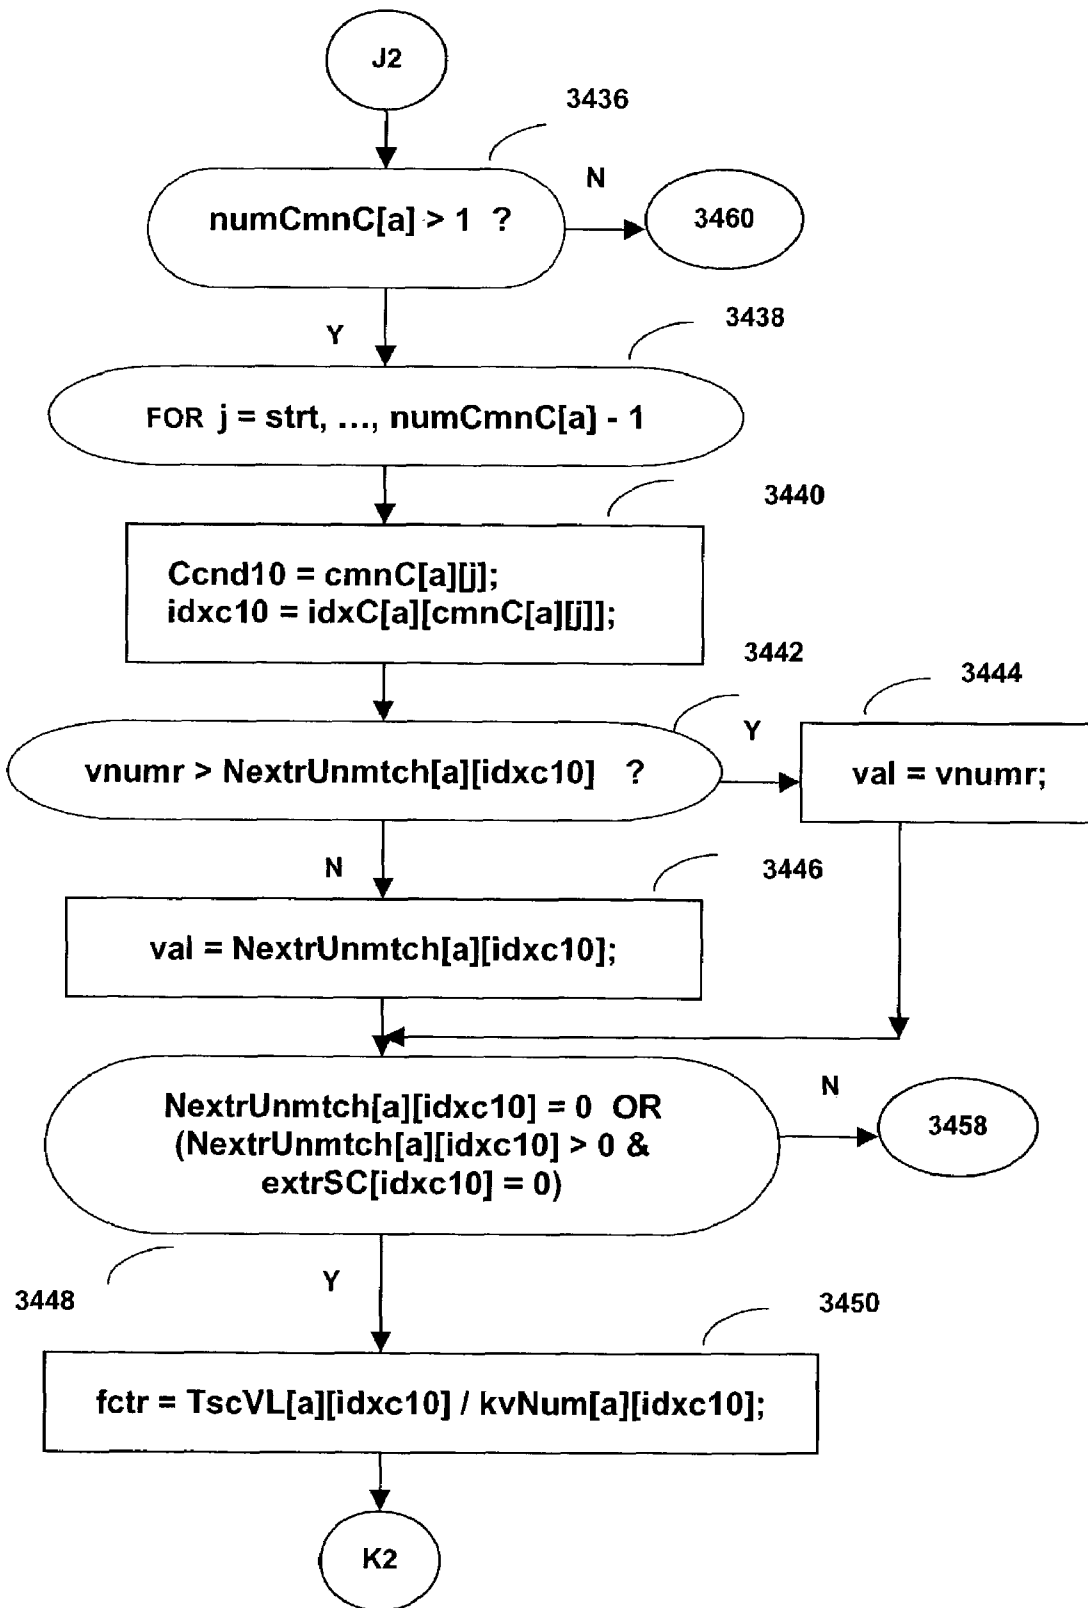 J2
3436
numCmnC[a] > 1 ?
N
3460
Y
3438
FOR j = strt, ..., numCmnC[a] - 1
3440
Ccnd10 = cmnC[a][j];
idxc10 = idxC[a][cmnC[a][j]];
3442
3444
vnumr > NextrUnmtch[a][idxc10] ?
Y
val = vnumr;
N
3446
val = NextrUnmtch[a][idxc10];
NextrUnmtch[a][idxc10] = 0 OR
(NextrUnmtch[a][idxc10] > 0 &
extrSC[idxc10] = 0)
N
3458
3448
Y
3450
fctr = TscVL[a][idxc10] / kvNum[a][idxc10];
K2